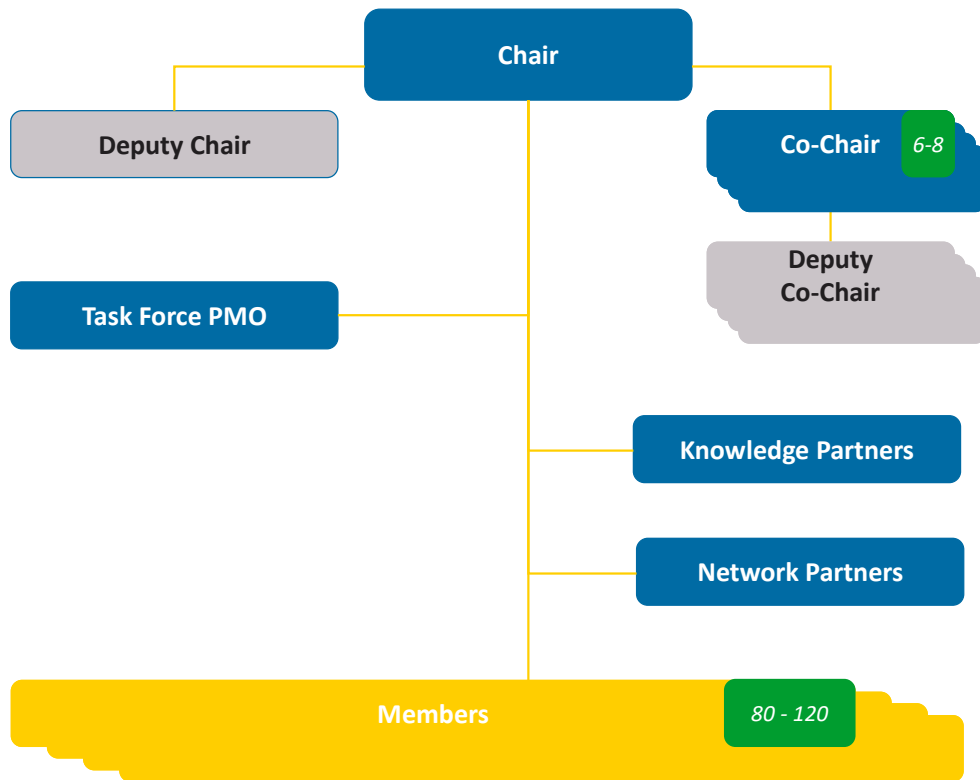 Chair
Deputy Chair
Co-Chair
6-8
Deputy
Co-Chair
Task Force PMO
Knowledge Partners
Network Partners
Members
80 - 120